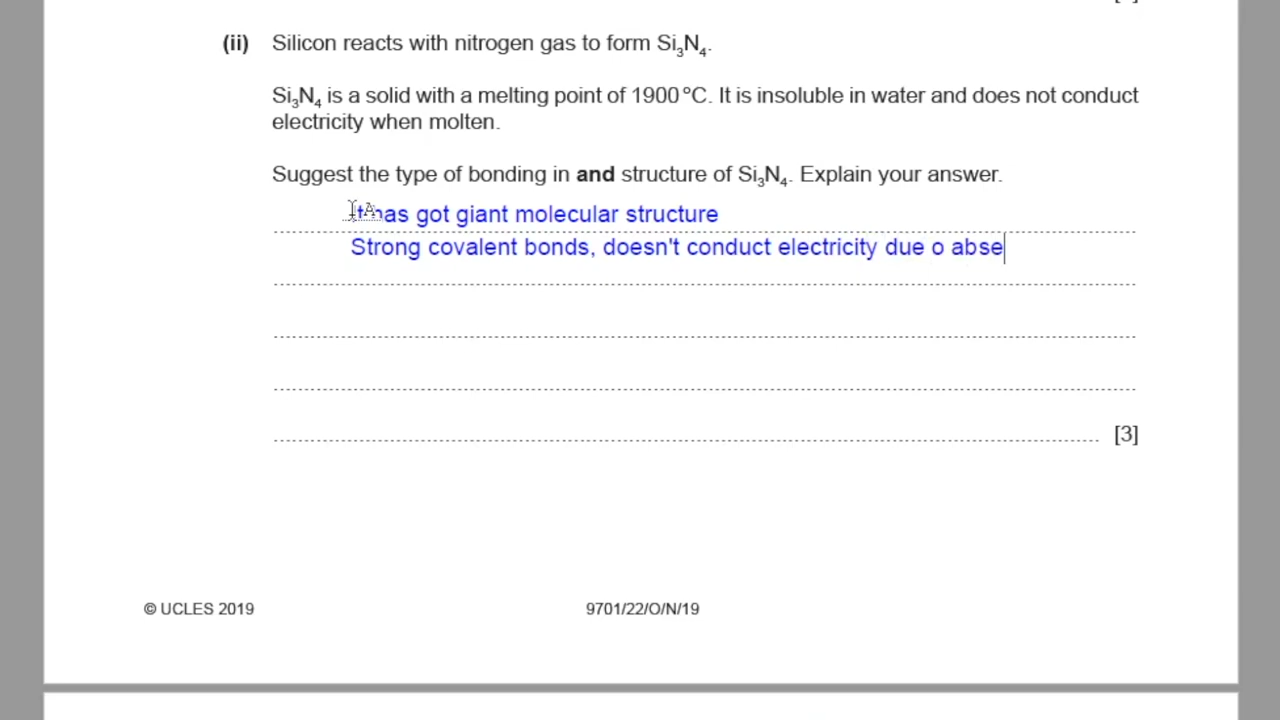 (ii) Silicon reacts with nitrogen gas to form Si₃N₄.
Si₃N₄ is a solid with a melting point of 1900 °C. It is insoluble in water and does not conduct
electricity when molten.
Suggest the type of bonding in and structure of Si₃N₄. Explain your answer.
It has got giant molecular structure
Strong covalent bonds, doesn't conduct electricity due o abse
[3]
© UCLES 2019
9701/22/O/N/19